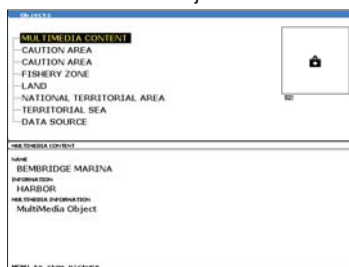 Objects
MULTIMEDIA CONTENT
CAUTION AREA
CAUTION AREA
FISHERY ZONE
LAND
NATIONAL TERRITORIAL AREA
TERRITORIAL SEA
DATA SOURCE
MULTIMEDIA CONTENT
NAME
BEMBRIDGE MARINA
INFORMATION
HARBOR
MULTIMEDIA INFORMATION
MultiMedia Object